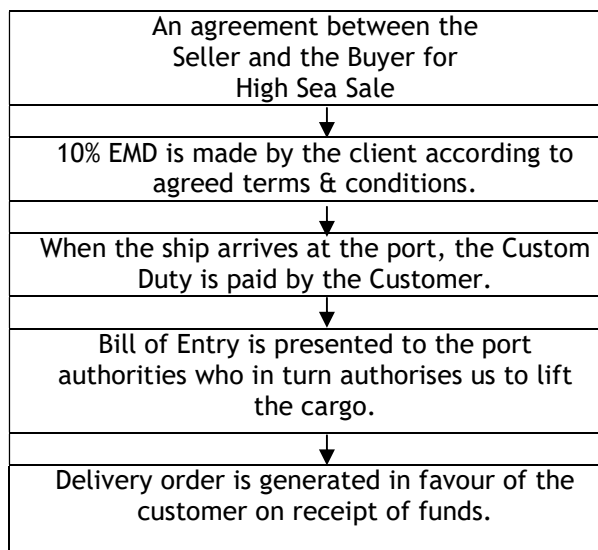 An agreement between the
Seller and the Buyer for
High Sea Sale
10% EMD is made by the client according to
agreed terms & conditions.
When the ship arrives at the port, the Custom
Duty is paid by the Customer.
Bill of Entry is presented to the port
authorities who in turn authorises us to lift
the cargo.
Delivery order is generated in favour of the
customer on receipt of funds.